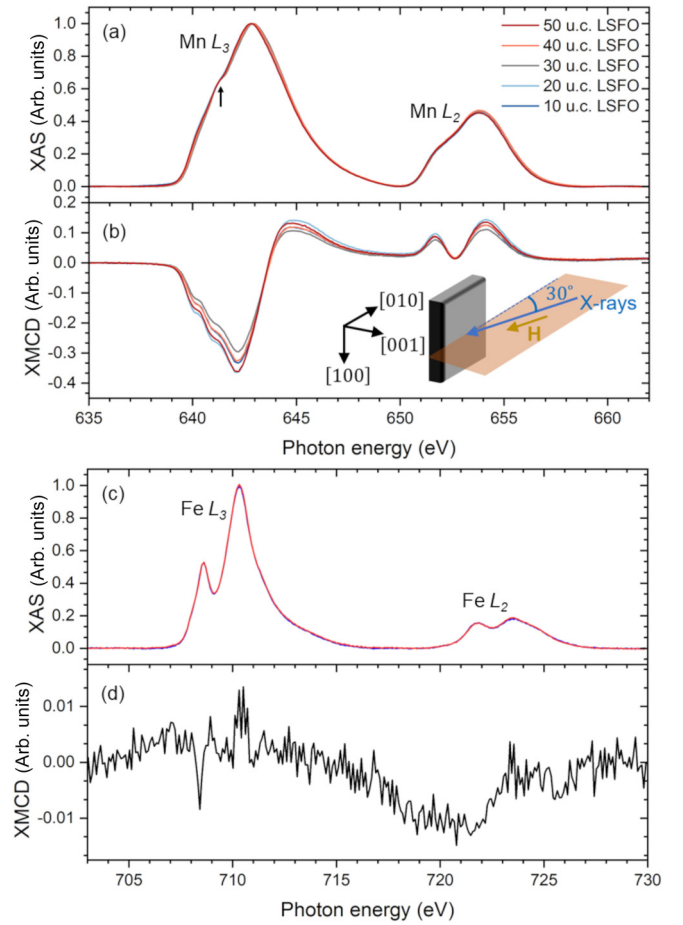 (a)
Mn L3
Mn L2
50 u.c. LSFO
40 u.c. LSFO
30 u.c. LSFO
20 u.c. LSFO
10 u.c. LSFO
XAS (Arb. units)
1.0
0.8
0.6
0.4
0.2
0.0
(b)
XMCD (Arb. units)
0.2
0.1
0.0
-0.1
-0.2
-0.3
-0.4
[010]
[001]
[100]
30°
X-rays
H
635 640 645 650 655 660
Photon energy (eV)
(c)
Fe L3
Fe L2
XAS (Arb. units)
1.0
0.8
0.6
0.4
0.2
0.0
(d)
XMCD (Arb. units)
0.01
0.00
-0.01
705 710 715 720 725 730
Photon energy (eV)